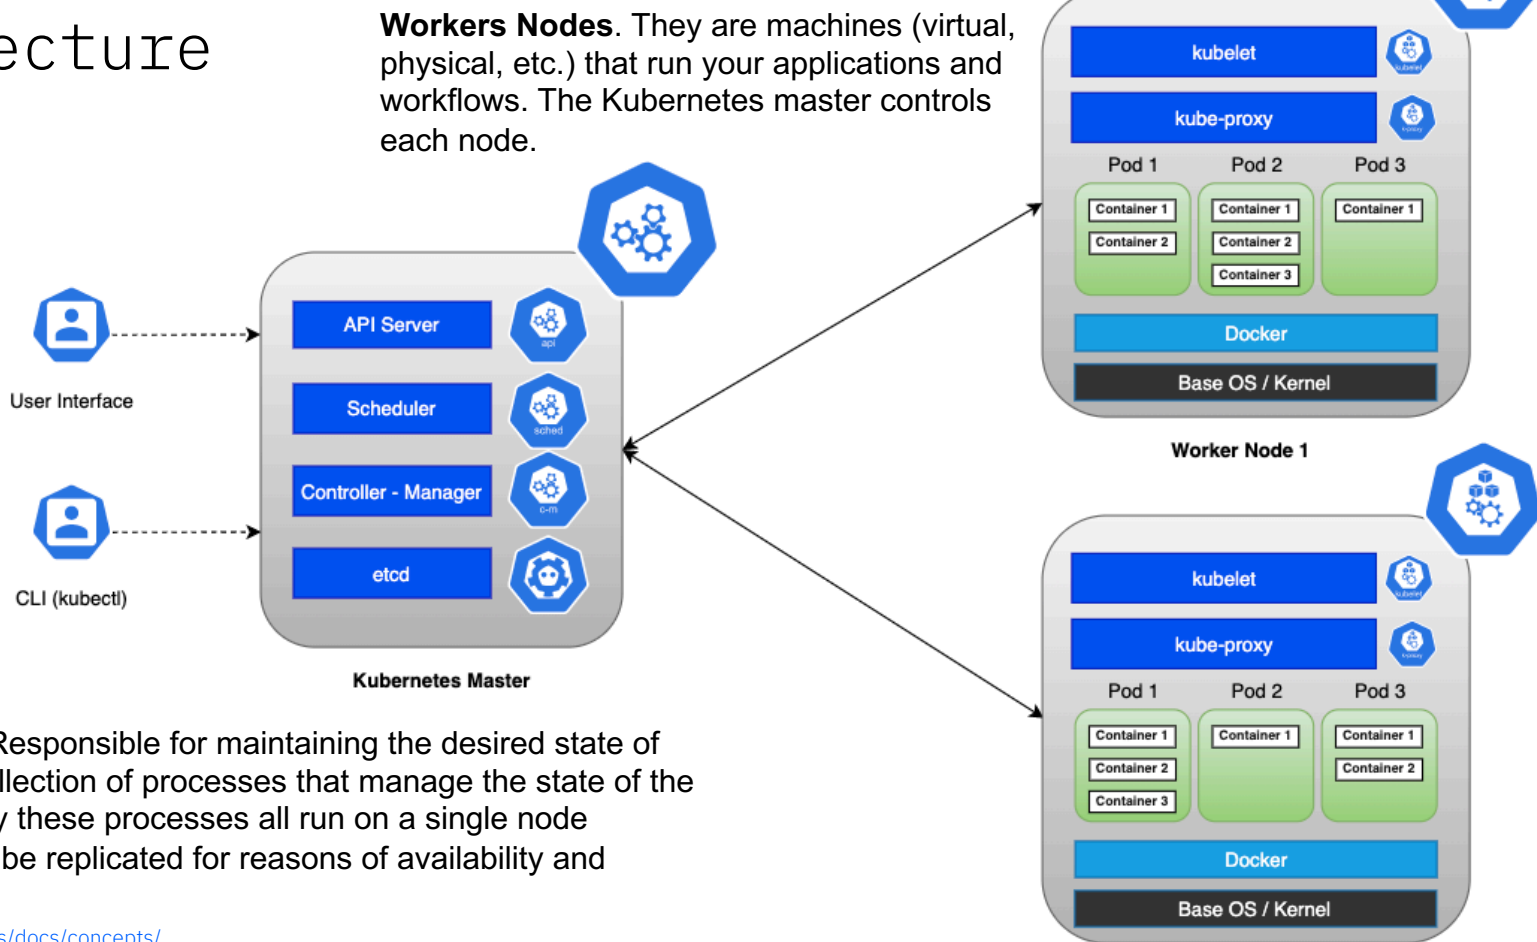 ecture
Workers Nodes. They are machines (virtual,
physical, etc.) that run your applications and
workflows. The Kubernetes master controls
each node.
User Interface
CLI (kubectl)
API Server
api
Scheduler
sched
Controller - Manager
c-m
etcd
Kubernetes Master
Responsible for maintaining the desired state of
llection of processes that manage the state of the
y these processes all run on a single node
be replicated for reasons of availability and
s/docs/concepts/
kubelet
kubelet
kube-proxy
k-proxy
Pod 1 Pod 2 Pod 3
Container 1 Container 1 Container 1
Container 2 Container 2
Container 3
Docker
Base OS / Kernel
Worker Node 1
kubelet
kubelet
kube-proxy
k-proxy
Pod 1 Pod 2 Pod 3
Container 1 Container 1 Container 1
Container 2 Container 2
Container 3
Docker
Base OS / Kernel